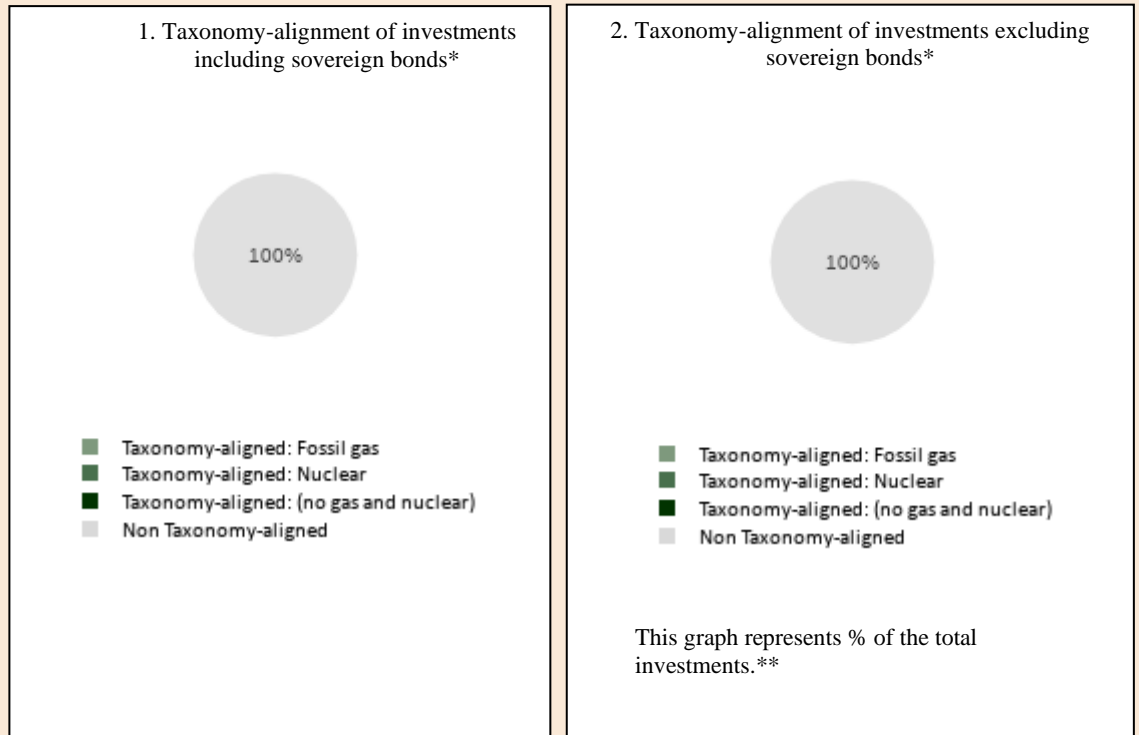 1. Taxonomy-alignment of investments
including sovereign bonds*
100%
Taxonomy-aligned: Fossil gas
Taxonomy-aligned: Nuclear
Taxonomy-aligned: (no gas and nuclear)
Non Taxonomy-aligned
2. Taxonomy-alignment of investments excluding
sovereign bonds*
100%
Taxonomy-aligned: Fossil gas
Taxonomy-aligned: Nuclear
Taxonomy-aligned: (no gas and nuclear)
Non Taxonomy-aligned
This graph represents % of the total
investments.**